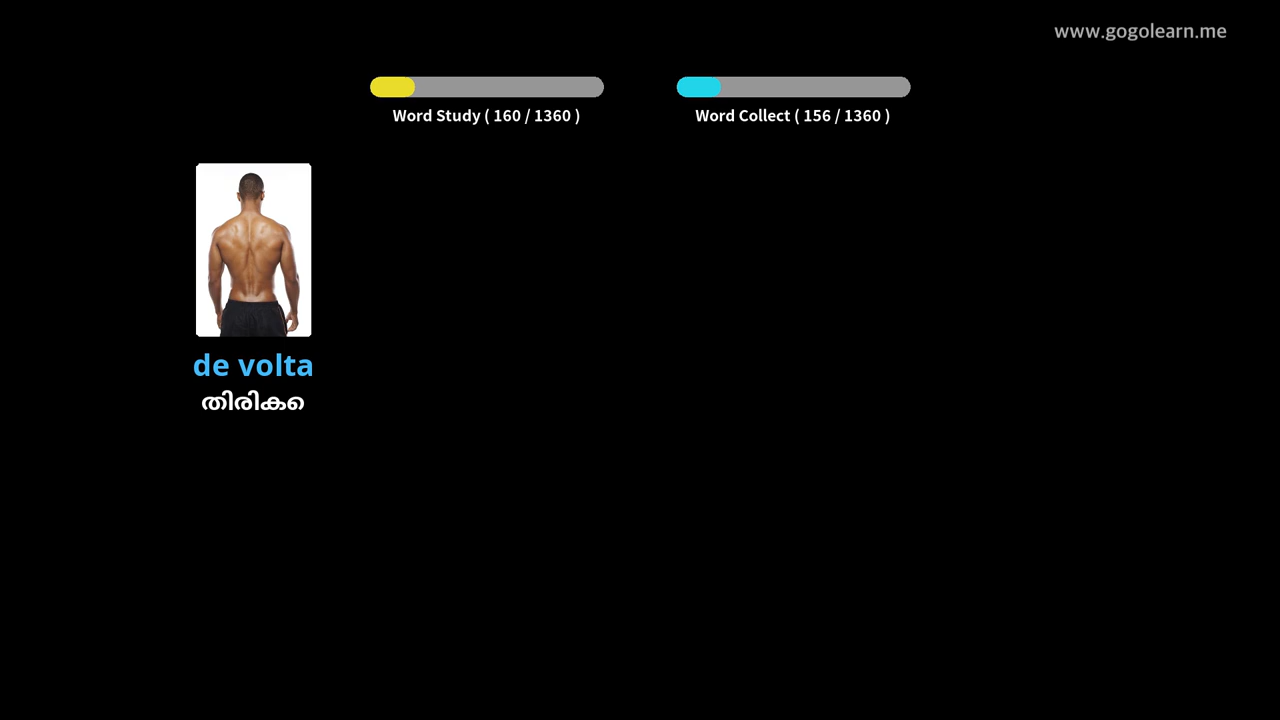 www.gogolearn.me
Word Study ( 160 / 1360 )
Word Collect ( 156 / 1360 )
de volta
തിരികെ